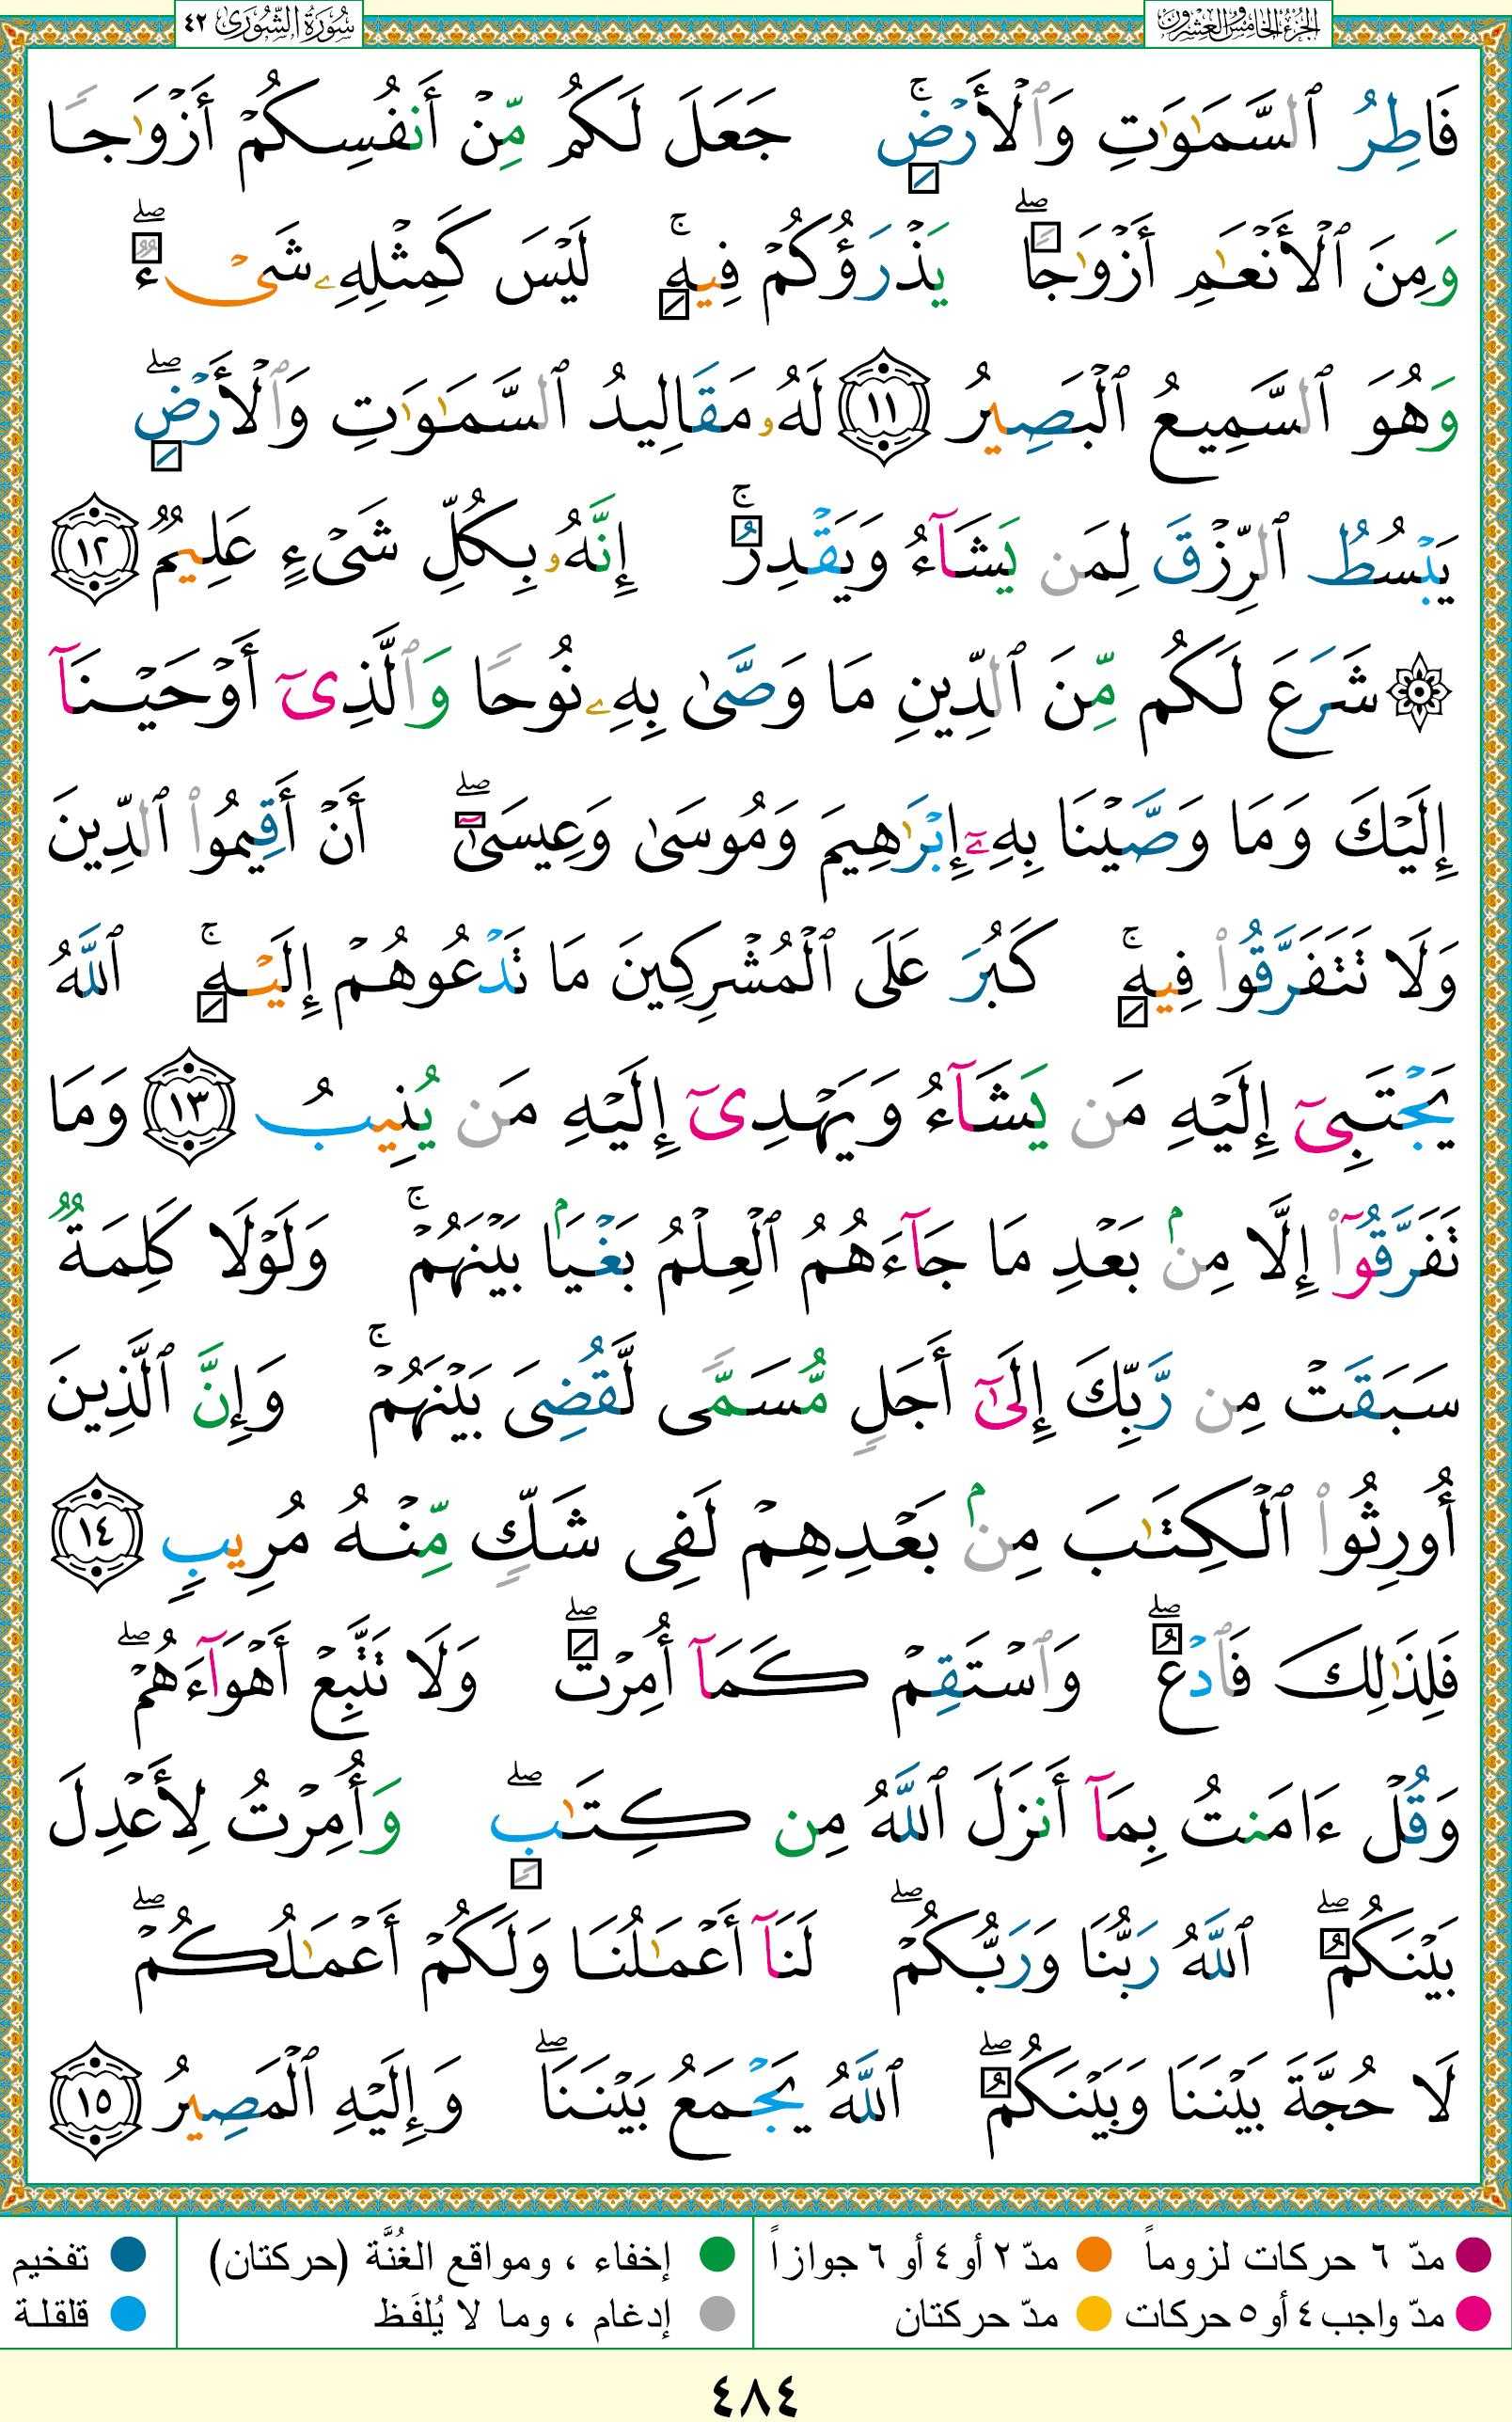 الجزء الخامس والعشرون
سُورَةُ الشُّورَى ٤٢
فَاطِرُ ٱلسَّمَٰوَٰتِ وَٱلْأَرْضِ ۚ جَعَلَ لَكُم مِّنْ أَنفُسِكُمْ أَزْوَٰجًا
وَمِنَ ٱلْأَنْعَٰمِ أَزْوَٰجًا ۖ يَذْرَؤُكُمْ فِيهِ ۚ لَيْسَ كَمِثْلِهِۦ شَىْءٌ ۖ
وَهُوَ ٱلسَّمِيعُ ٱلْبَصِيرُ ١١ لَهُۥ مَقَالِيدُ ٱلسَّمَٰوَٰتِ وَٱلْأَرْضِ ۖ
يَبْسُطُ ٱلرِّزْقَ لِمَن يَشَآءُ وَيَقْدِرُ ۚ إِنَّهُۥ بِكُلِّ شَىْءٍ عَلِيمٌ ١٢
۞ شَرَعَ لَكُم مِّنَ ٱلدِّينِ مَا وَصَّىٰ بِهِۦ نُوحًا وَٱلَّذِىٓ أَوْحَيْنَآ
إِلَيْكَ وَمَا وَصَّيْنَا بِهِۦٓ إِبْرَٰهِيمَ وَمُوسَىٰ وَعِيسَىٰٓ ۖ أَنْ أَقِيمُوا۟ ٱلدِّينَ
وَلَا تَتَفَرَّقُوا۟ فِيهِ ۚ كَبُرَ عَلَى ٱلْمُشْرِكِينَ مَا تَدْعُوهُمْ إِلَيْهِ ۚ ٱللَّهُ
يَجْتَبِىٓ إِلَيْهِ مَن يَشَآءُ وَيَهْدِىٓ إِلَيْهِ مَن يُنِيبُ ١٣ وَمَا
تَفَرَّقُوٓا۟ إِلَّا مِنۢ بَعْدِ مَا جَآءَهُمُ ٱلْعِلْمُ بَغْيَۢا بَيْنَهُمْ ۚ وَلَوْلَا كَلِمَةٌ
سَبَقَتْ مِن رَّبِّكَ إِلَىٰٓ أَجَلٍ مُّسَمًّى لَّقُضِىَ بَيْنَهُمْ ۚ وَإِنَّ ٱلَّذِينَ
أُورِثُوا۟ ٱلْكِتَٰبَ مِنۢ بَعْدِهِمْ لَفِى شَكٍّ مِّنْهُ مُرِيبٍ ١٤
فَلِذَٰلِكَ فَٱدْعُ ۖ وَٱسْتَقِمْ كَمَآ أُمِرْتَ ۖ وَلَا تَتَّبِعْ أَهْوَآءَهُمْ ۖ
وَقُلْ ءَامَنتُ بِمَآ أَنزَلَ ٱللَّهُ مِن كِتَٰبٍ ۖ وَأُمِرْتُ لِأَعْدِلَ
بَيْنَكُمُ ۖ ٱللَّهُ رَبُّنَا وَرَبُّكُمْ ۖ لَنَآ أَعْمَٰلُنَا وَلَكُمْ أَعْمَٰلُكُمْ ۖ
لَا حُجَّةَ بَيْنَنَا وَبَيْنَكُمُ ۖ ٱللَّهُ يَجْمَعُ بَيْنَنَا ۖ وَإِلَيْهِ ٱلْمَصِيرُ ١٥
مدّ ٦ حركات لزوماً مدّ ٢ أو ٤ أو ٦ جوازاً إخفاء ، ومواقع الغُنَّة (حركتان) تفخيم
مدّ واجب ٤ أو ٥ حركات مدّ حركتان إدغام ، وما لا يُلفَظ قلقلة
٤٨٤